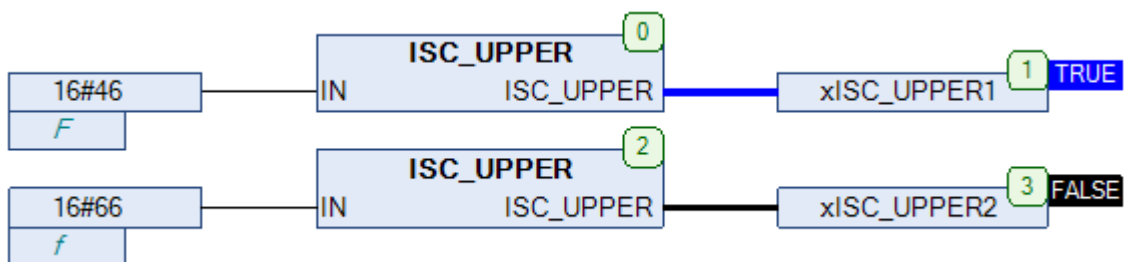 0
ISC_UPPER
16#46 IN ISC_UPPER xISC_UPPER1 1 TRUE
F
2
ISC_UPPER
16#66 IN ISC_UPPER xISC_UPPER2 3 FALSE
f